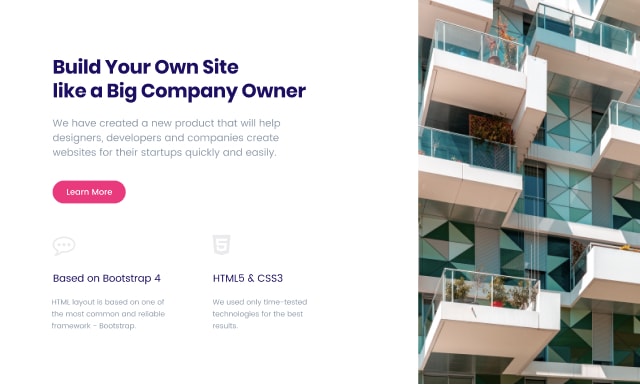 Build Your Own Site
like a Big Company Owner
We have created a new product that will help
designers, developers and companies create
websites for their startups quickly and easily.
Learn More
Based on Bootstrap 4
HTML layout is based on one of
the most common and reliable
framework – Bootstrap.
HTML5 & CSS3
We used only time-tested
technologies for the best
results.